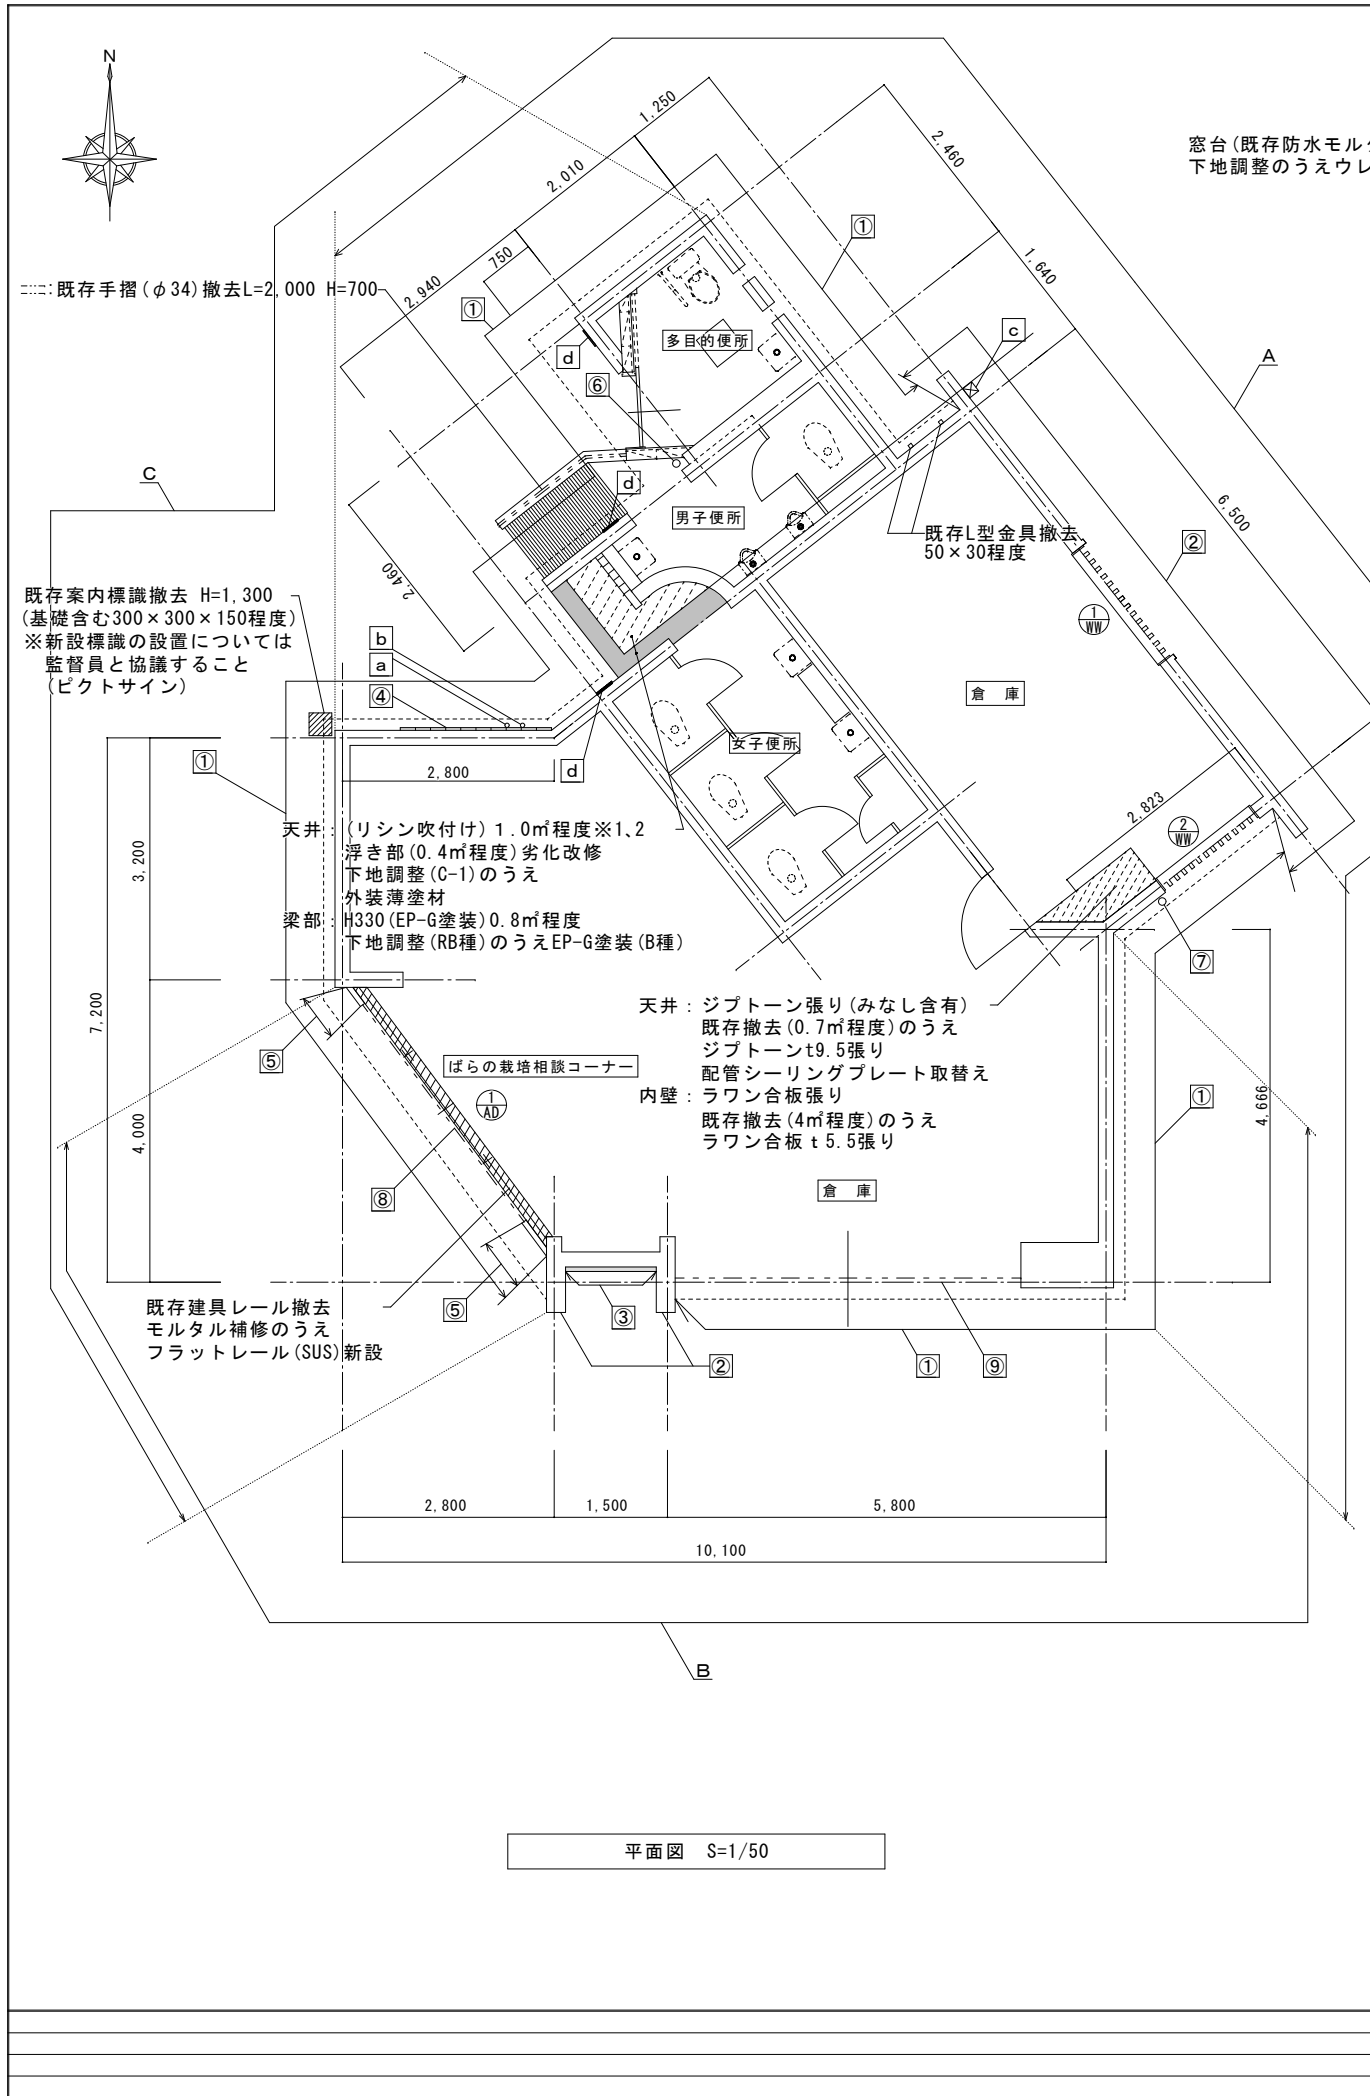 N
1,250
2,010
2,460
窓台(既存防水モル
下地調整のうえウレ
①
750
1,640
2,940
:既存手摺(φ34)撤去L=2,000 H=700
①
多目的便所
c
d
A
⑥
C
d
男子便所
6,500
既存L型金具撤去
50×30程度
②
2,460
既存案内標識撤去 H=1,300
(基礎含む300×300×150程度)
※新設標識の設置については
監督員と協議すること
(ピクトサイン)
1
WW
b
a
④
倉 庫
女子便所
①
2,800
d
2,823
2
WW
天井:(リシン吹付け)1.0㎡程度※1､2
浮き部(0.4㎡程度)劣化改修
下地調整(C-1)のうえ
外装薄塗材
梁部:H330(EP-G塗装)0.8㎡程度
下地調整(RB種)のうえEP-G塗装(B種)
3,200
⑦
7,200
天井:ジプトーン張り(みなし含有)
既存撤去(0.7㎡程度)のうえ
ジプトーンt9.5張り
配管シーリングプレート取替え
内壁:ラワン合板張り
既存撤去(4㎡程度)のうえ
ラワン合板t5.5張り
⑤
ばらの栽培相談コーナー
1
AD
①
4,666
4,000
⑧
倉 庫
既存建具レール撤去
モルタル補修のうえ
フラットレール(SUS)新設
⑤
③
②
①
⑨
2,800
1,500
5,800
10,100
B
平面図 S=1/50